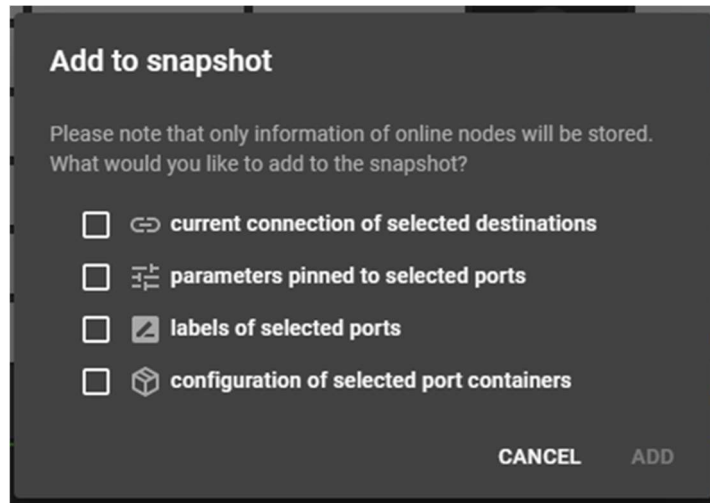 Add to snapshot
Please note that only information of online nodes will be stored.
What would you like to add to the snapshot?
current connection of selected destinations
parameters pinned to selected ports
labels of selected ports
configuration of selected port containers
CANCEL ADD